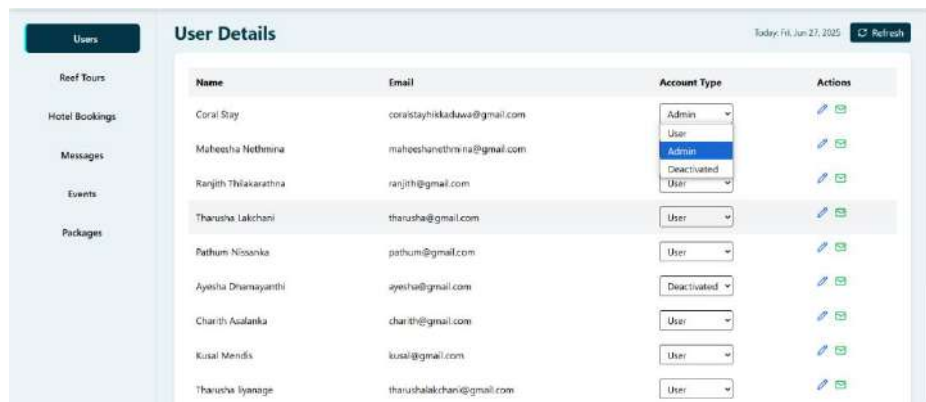 Users
Reef Tours
Hotel Bookings
Messages
Events
Packages
User Details
Today: Fri, Jun 27, 2025 Refresh
Name Email Account Type Actions
Coral Stay coralstayhikkaduwa@gmail.com Admin
User
Admin
Deactivated
Maheesha Nethmina maheeshanethmina@gmail.com
Ranjith Thilakarathna ranjith@gmail.com User
Tharusha Lakchani tharusha@gmail.com User
Pathum Nissanka pathum@gmail.com User
Ayesha Dhamayanthi ayesha@gmail.com Deactivated
Charith Asalanka charith@gmail.com User
Kusal Mendis kusal@gmail.com User
Tharusha liyanage tharushalakchani@gmail.com User